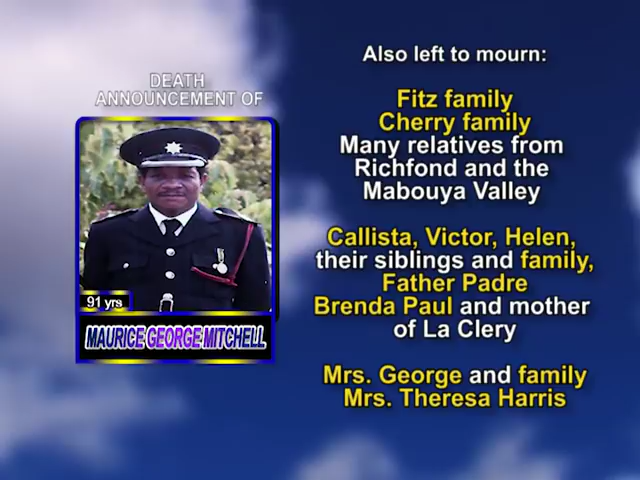 DEATH
ANNOUNCEMENT OF
91 yrs
MAURICE GEORGE MITCHELL
Also left to mourn:
Fitz family
Cherry family
Many relatives from
Richfond and the
Mabouya Valley
Callista, Victor, Helen,
their siblings and family,
Father Padre
Brenda Paul and mother
of La Clery
Mrs. George and family
Mrs. Theresa Harris